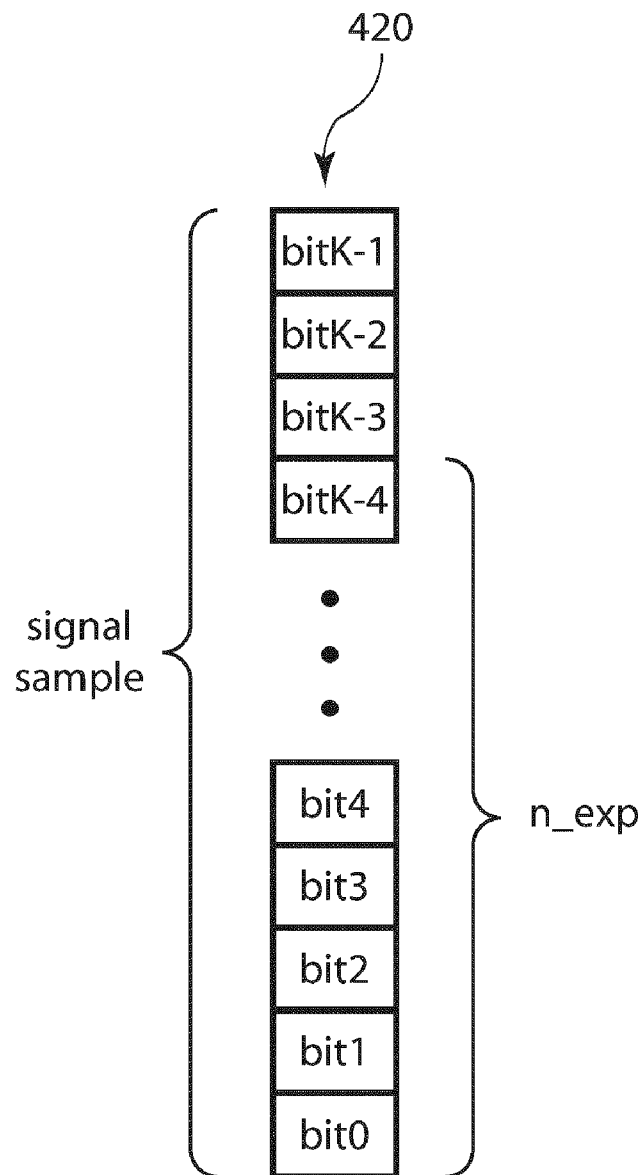 420
bitK-1
bitK-2
bitK-3
bitK-4
signal
sample
bit4
n_exp
bit3
bit2
bit1
bit0